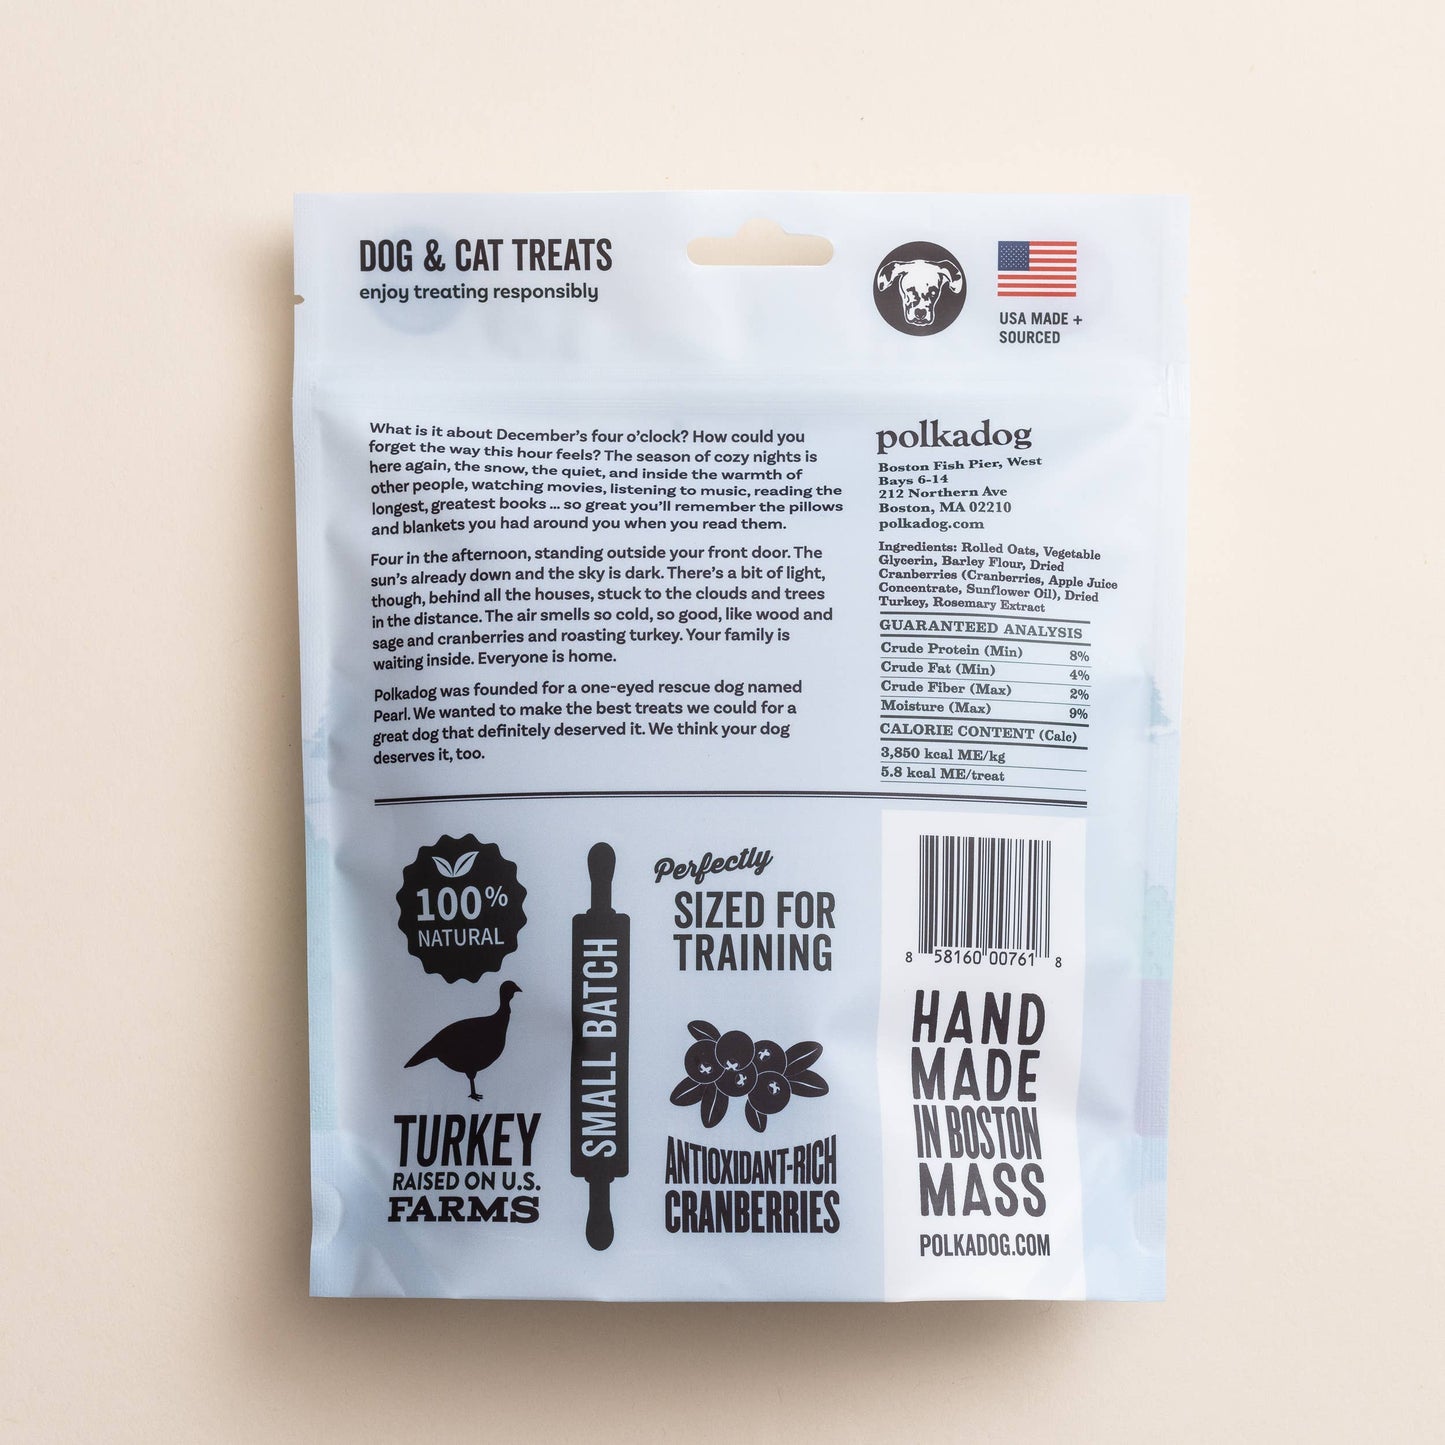 DOG & CAT TREATS
enjoy treating responsibly
USA MADE +
SOURCED
What is it about December's four o'clock? How could you
forget the way this hour feels? The season of cozy nights is
here again, the snow, the quiet, and inside the warmth of
other people, watching movies, listening to music, reading the
longest, greatest books ... so great you'll remember the pillows
and blankets you had around you when you read them.
Four in the afternoon, standing outside your front door. The
sun's already down and the sky is dark. There's a bit of light,
though, behind all the houses, stuck to the clouds and trees
in the distance. The air smells so cold, so good, like wood and
sage and cranberries and roasting turkey. Your family is
waiting inside. Everyone is home.
Polkadog was founded for a one-eyed rescue dog named
Pearl. We wanted to make the best treats we could for a
great dog that definitely deserved it. We think your dog
deserves it, too.
polkadog
Boston Fish Pier, West
Bays 6-14
212 Northern Ave
Boston, MA 02210
polkadog.com
Ingredients: Rolled Oats, Vegetable
Glycerin, Barley Flour, Dried
Cranberries (Cranberries, Apple Juice
Concentrate, Sunflower Oil), Dried
Turkey, Rosemary Extract
GUARANTEED ANALYSIS
Crude Protein (Min) 8%
Crude Fat (Min) 4%
Crude Fiber (Max) 2%
Moisture (Max) 9%
CALORIE CONTENT (Calc)
3,850 kcal ME/kg
5.8 kcal ME/treat
100%
NATURAL
TURKEY
RAISED ON U.S.
FARMS
SMALL BATCH
Perfectly
SIZED FOR
TRAINING
ANTIOXIDANT-RICH
CRANBERRIES
8 58160 00761 8
HAND
MADE
IN BOSTON
MASS
POLKADOG.COM